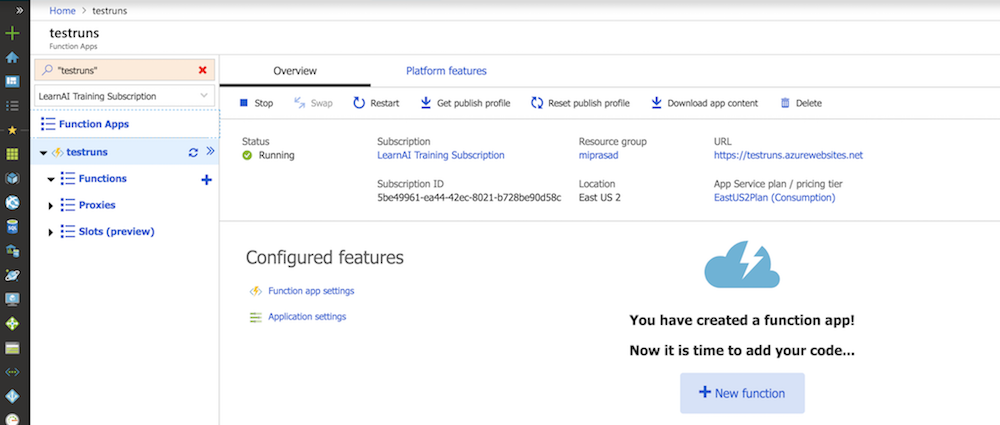 Home > testruns
testruns
Function Apps
"testruns"
LearnAI Training Subscription
Function Apps
testruns
Functions
Proxies
Slots (preview)
Overview
Platform features
Stop
Swap
Restart
Get publish profile
Reset publish profile
Download app content
Delete
Status
Running
Subscription
LearnAI Training Subscription
Resource group
miprasad
URL
https://testruns.azurewebsites.net
Subscription ID
5be49961-ea44-42ec-8021-b728be90d58c
Location
East US 2
App Service plan / pricing tier
EastUS2Plan (Consumption)
Configured features
Function app settings
Application settings
You have created a function app!
Now it is time to add your code...
New function